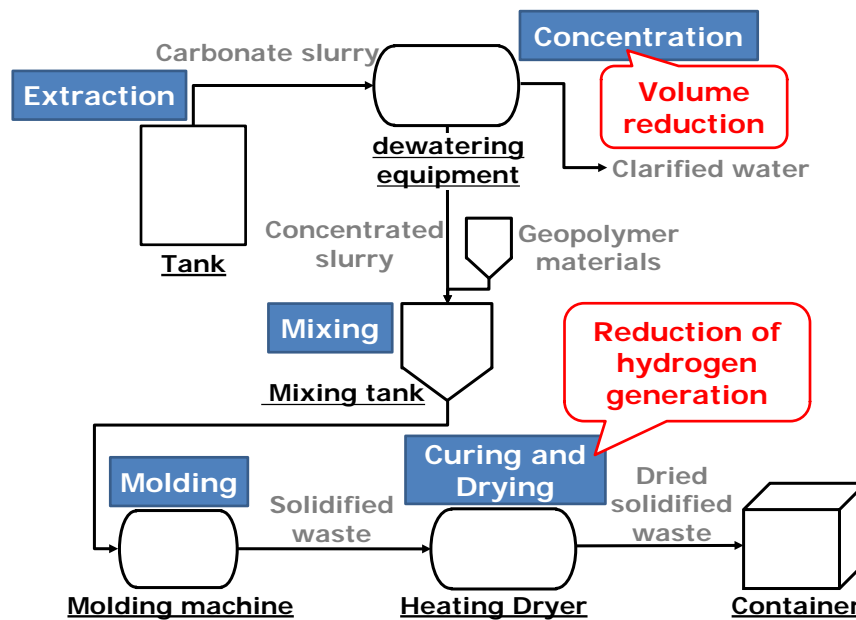 Carbonate slurry
Concentration
Extraction
Volume
reduction
dewatering
equipment
Clarified water
Concentrated
slurry
Geopolymer
materials
Tank
Mixing
Reduction of
hydrogen
generation
Mixing tank
Molding
Curing and
Drying
Solidified
waste
Dried
solidified
waste
Molding machine
Heating Dryer
Container